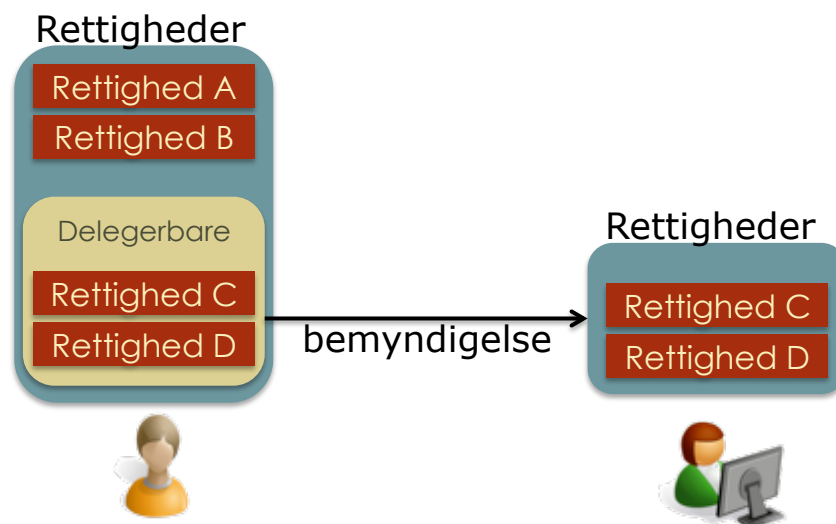 Rettigheder
Rettighed A
Rettighed B
Delegerbare
Rettighed C
Rettighed D
bemyndigelse
Rettigheder
Rettighed C
Rettighed D